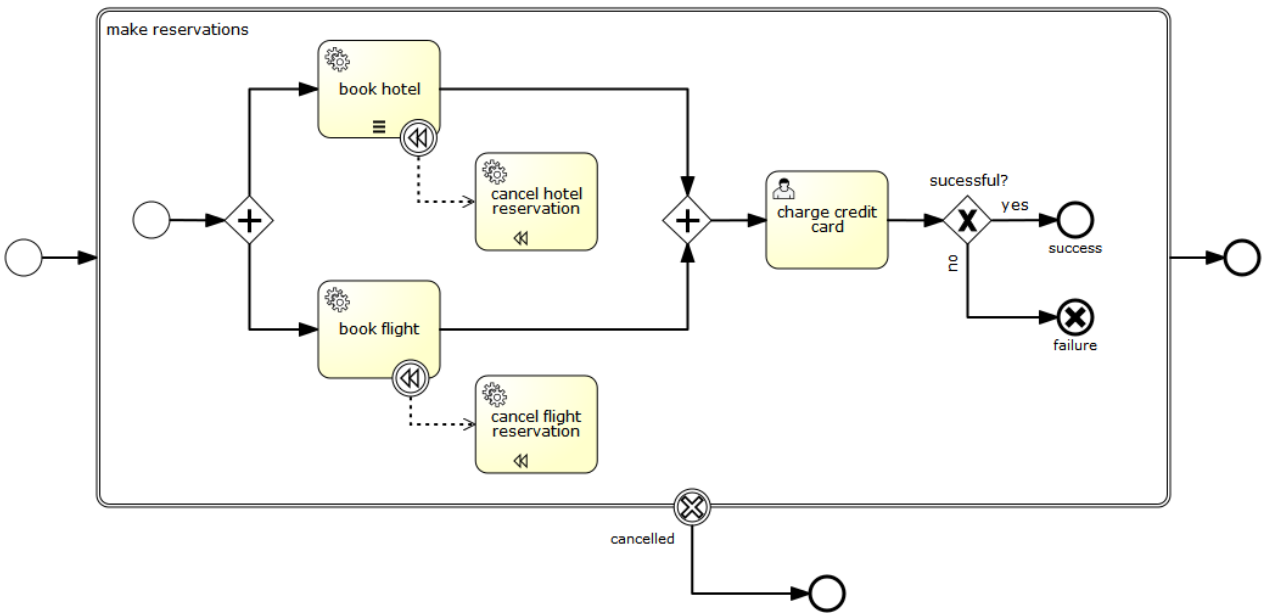 make reservations
book hotel
cancel hotel
reservation
book flight
cancel flight
reservation
charge credit
card
sucessful?
yes
success
no
failure
cancelled